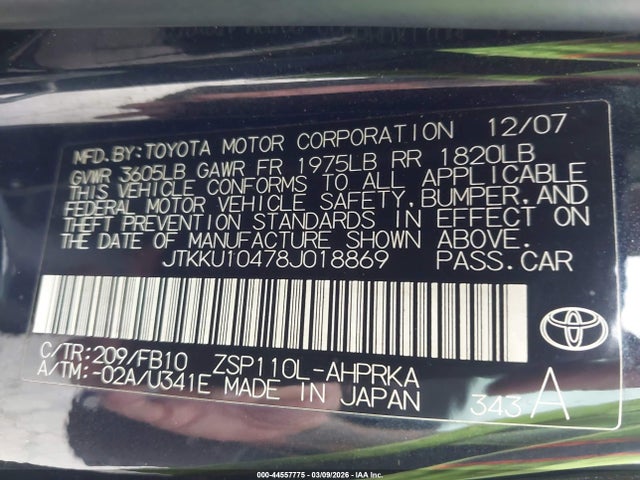 MFD.BY:TOYOTA MOTOR CORPORATION 12/07
GVWR 3605LB GAWR FR 1975LB RR 1820LB
THIS VEHICLE CONFORMS TO ALL APPLICABLE
FEDERAL MOTOR VEHICLE SAFETY,BUMPER,AND
THEFT PREVENTION STANDARDS IN EFFECT ON
THE DATE OF MANUFACTURE SHOWN ABOVE.
JTKKU10478J018869 PASS.CAR
C/TR:209/FB10 ZSP110L-AHPRKA
A/TM:-02A/U341E MADE IN JAPAN 343 A
000-44557775 - 03/09/2026 - IAA Inc.